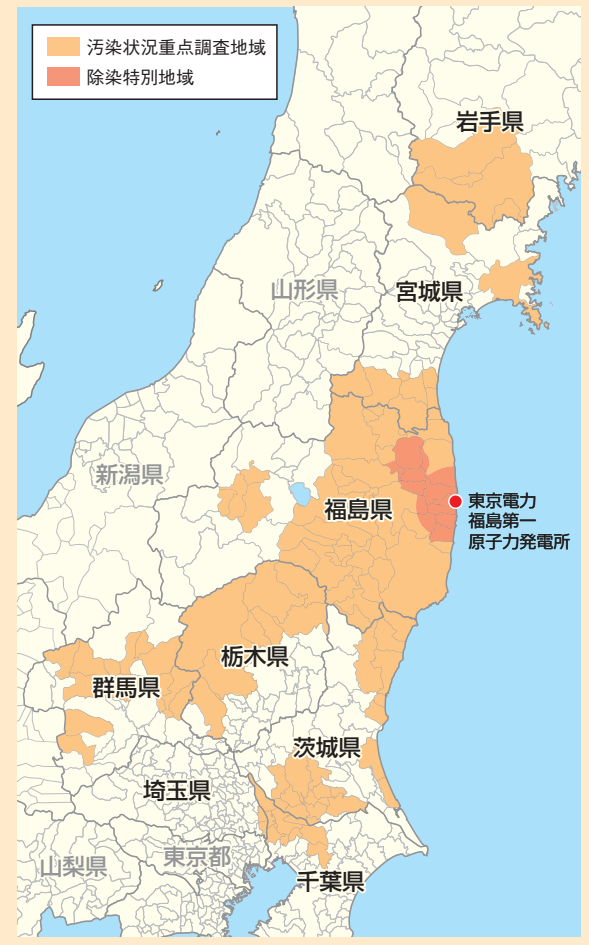 汚染状況重点調査地域
除染特別地域
岩手県
山形県
宮城県
新潟県
福島県
東京電力
福島第一
原子力発電所
栃木県
群馬県
茨城県
埼玉県
東京都
山梨県
千葉県